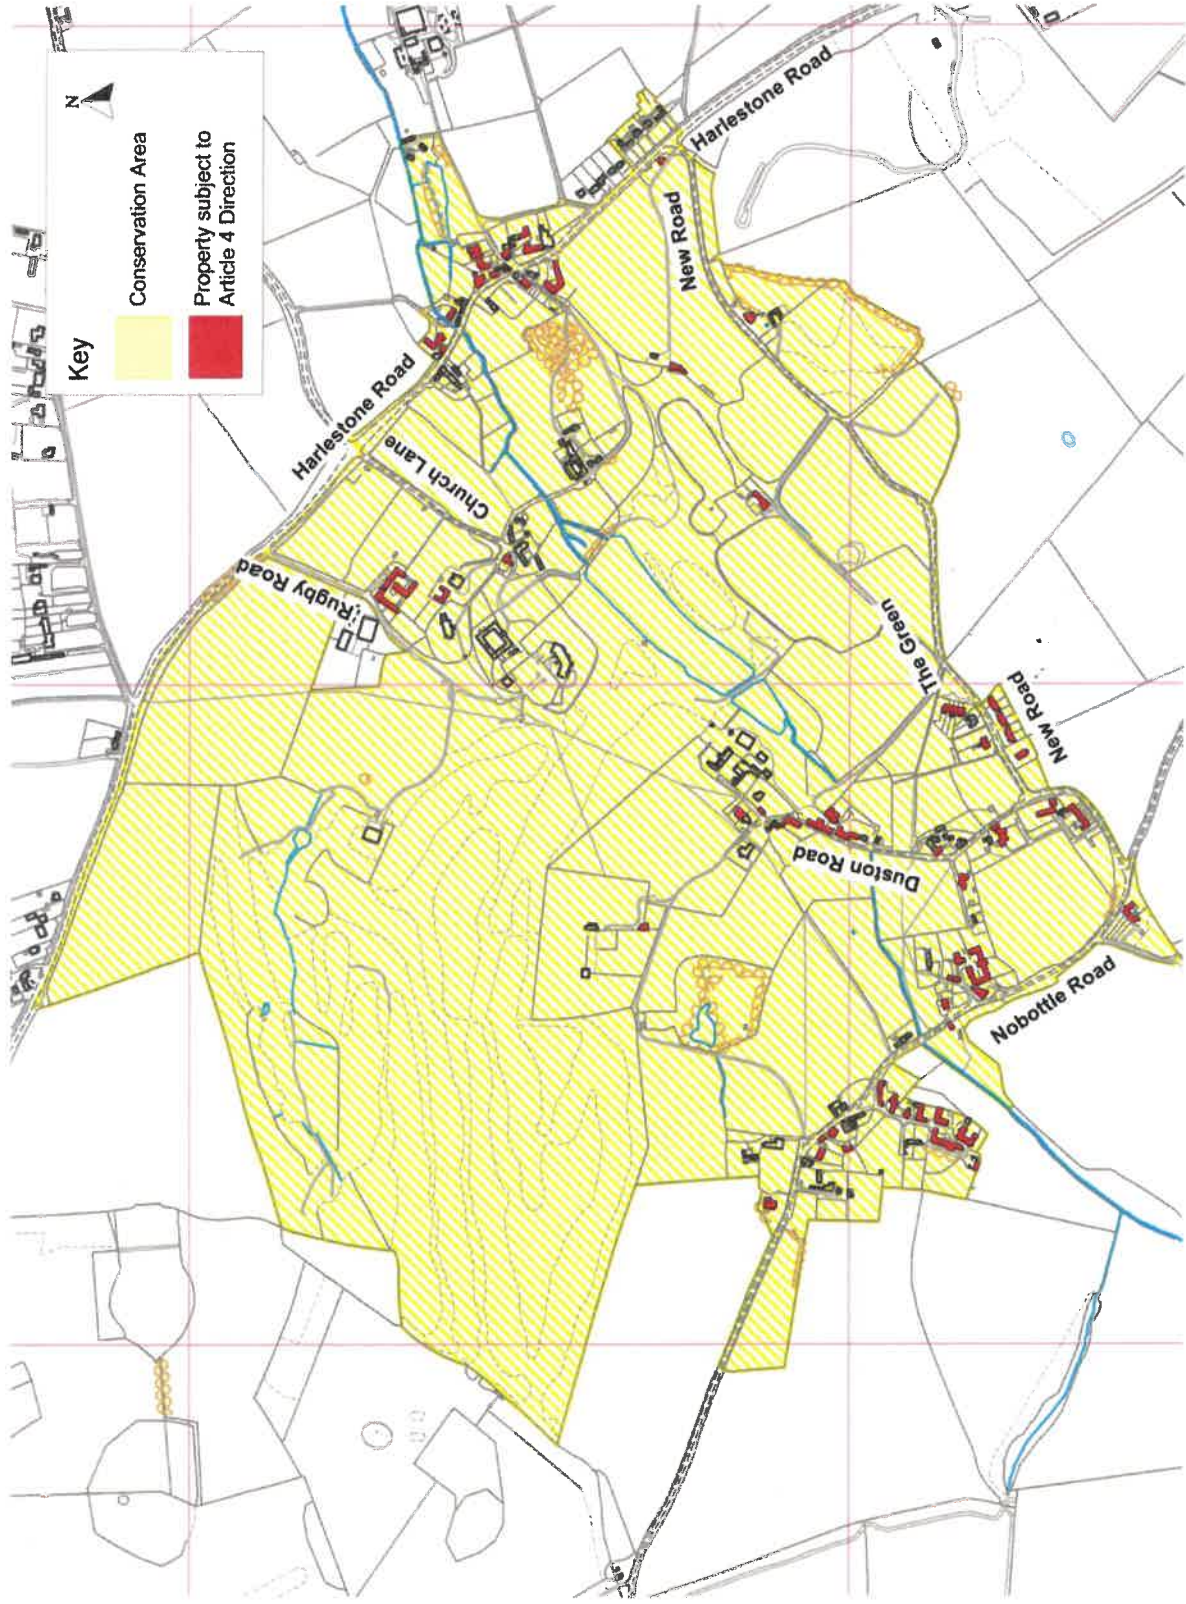 Key
N
Conservation Area
Property subject to
Article 4 Direction
Harlestone Road
Harlestone Road
Church Lane
New Road
Rugby Road
The Green
New Road
Duston Road
Nobottle Road